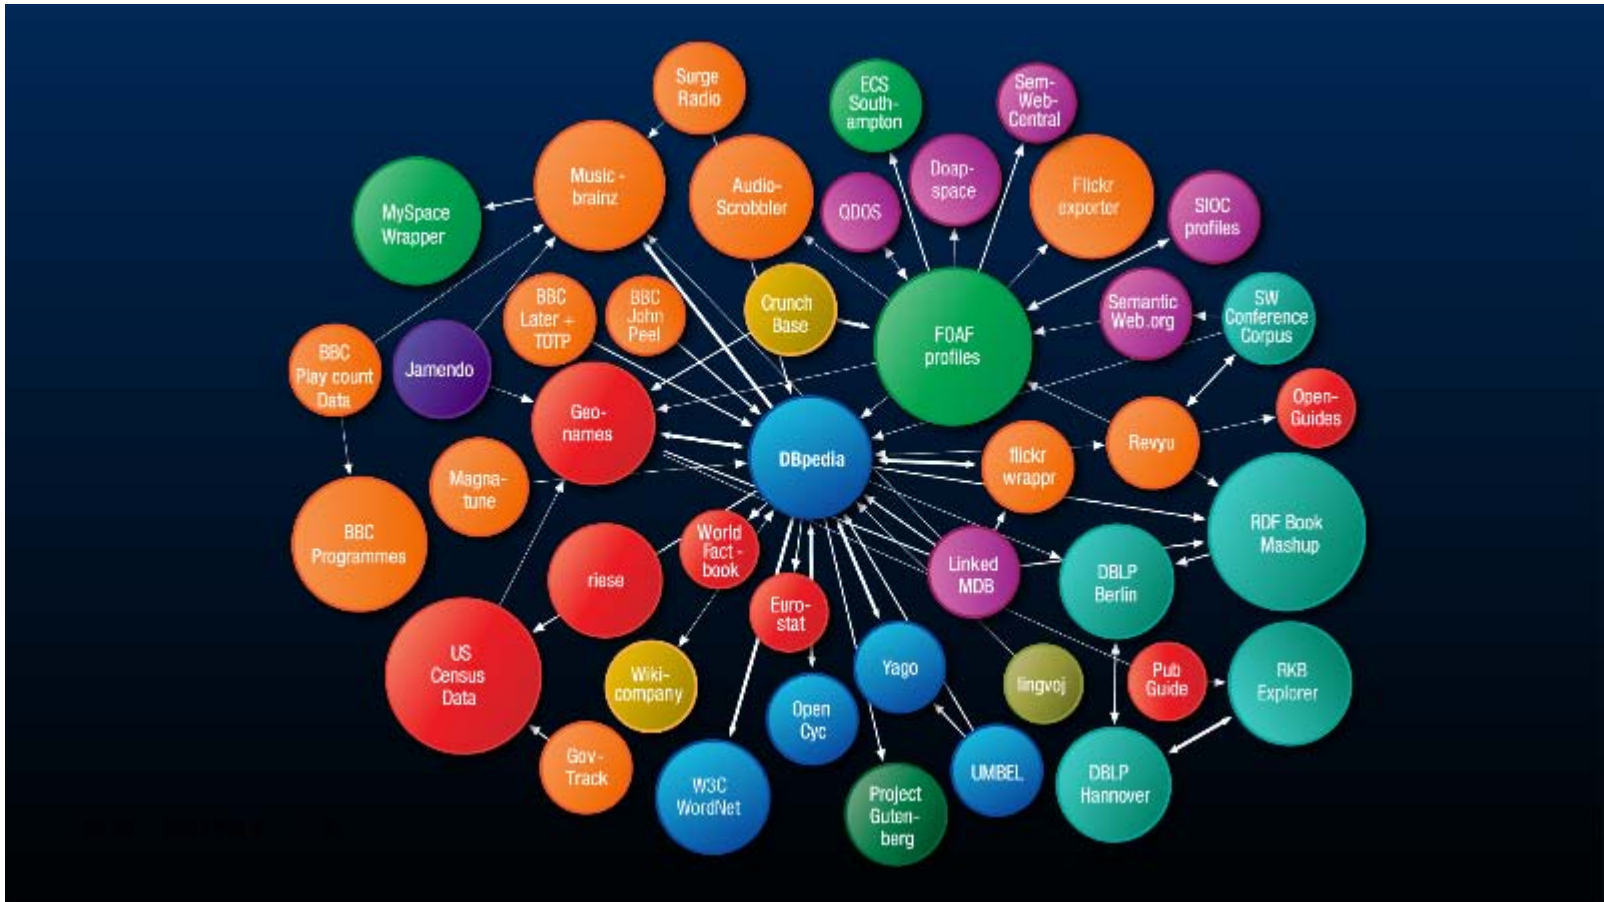 Surge
Radio
ECS
South-
ampton
Sem-
Web-
Central
Music -
brainz
Audio-
Scrobbler
Doap-
space
Flickr
exporter
MySpace
Wrapper
QDOS
SIOC
profiles
BBC
Later +
TOTP
BBC
John
Peel
Crunch
Base
FOAF
profiles
Semantic
Web.org
SW
Conference
Corpus
BBC
Play count
Data
Jamendo
Geo-
names
DBpedia
Open-
Guides
Revyu
flickr
wrappr
Magna-
tune
BBC
Programmes
RDF Book
Mashup
World
Fact -
book
riese
Linked
MDB
DBLP
Berlin
Euro-
stat
US
Census
Data
Wiki-
company
Yago
lingvoj
Pub
Guide
RKB
Explorer
Open
Cyc
Gov-
Track
W3C
WordNet
UMBEL
DBLP
Hannover
Project
Guten-
berg